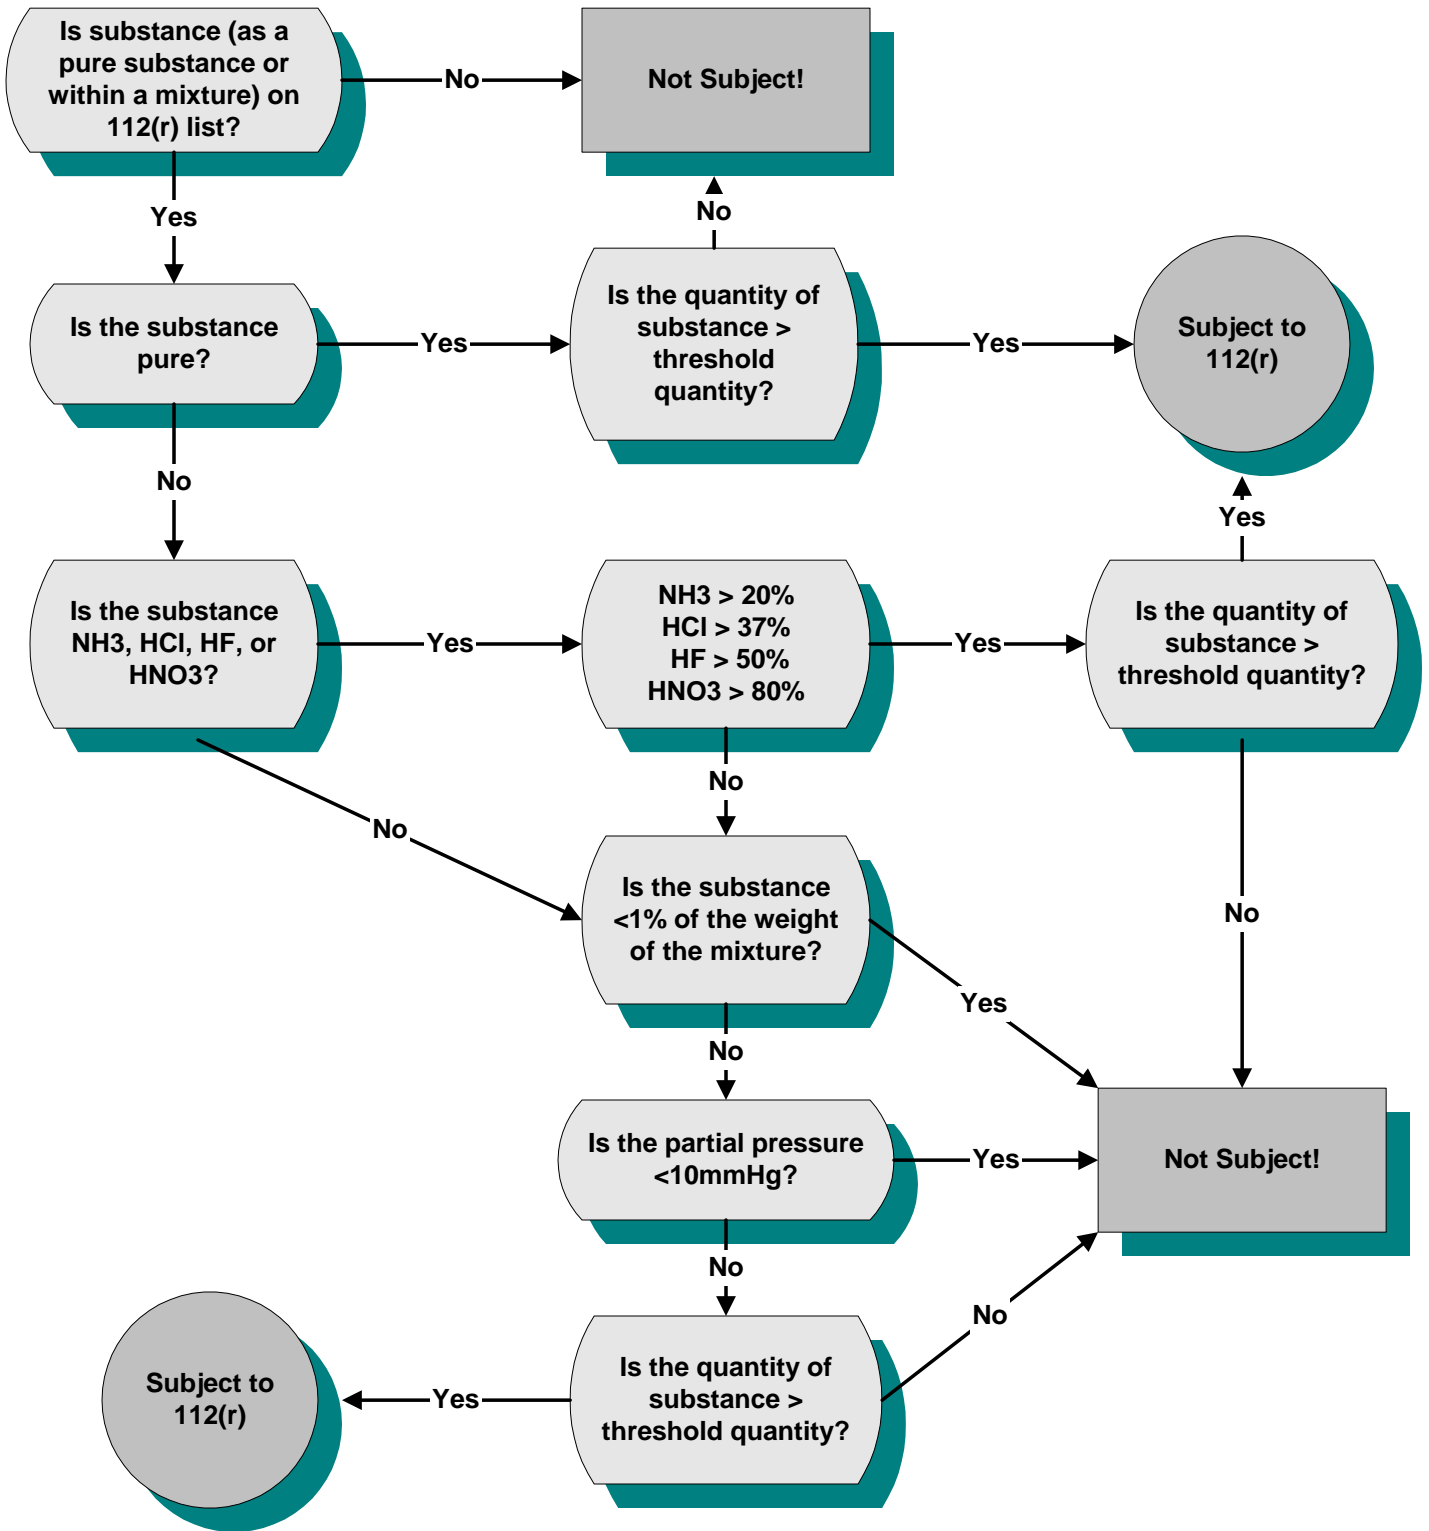 Is substance (as a
pure substance or
within a mixture) on
112(r) list?
No
Not Subject!
Yes
No
Is the substance
pure?
Yes
Is the quantity of
substance >
threshold
quantity?
Yes
Subject to
112(r)
No
Yes
Is the substance
NH3, HCl, HF, or
HNO3?
Yes
NH3 > 20%
HCl > 37%
HF > 50%
HNO3 > 80%
Yes
Is the quantity of
substance >
threshold quantity?
No
No
Is the substance
<1% of the weight
of the mixture?
No
Yes
No
Is the partial pressure
<10mmHg?
Yes
Not Subject!
No
No
Subject to
112(r)
Yes
Is the quantity of
substance >
threshold quantity?